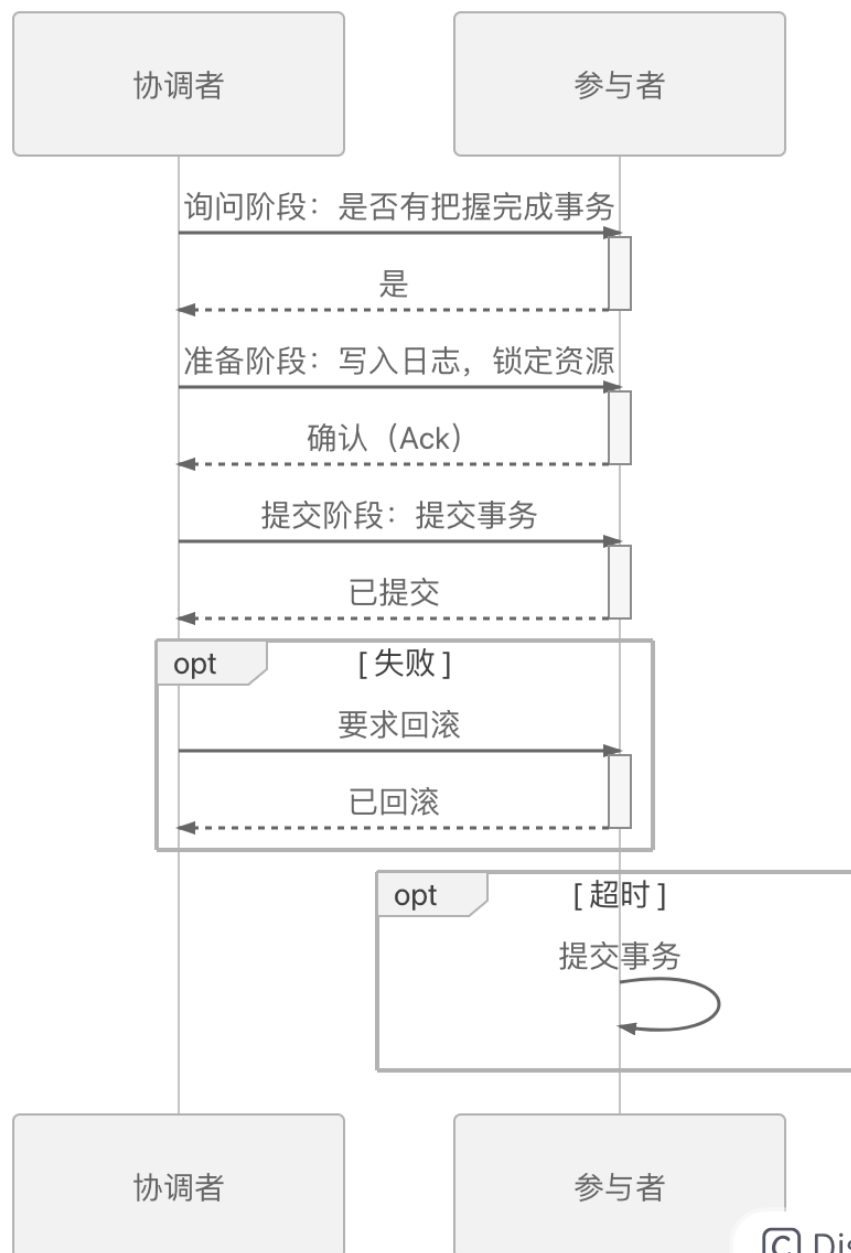 协调者
参与者
询问阶段：是否有把握完成事务
是
准备阶段：写入日志，锁定资源
确认（Ack）
提交阶段：提交事务
已提交
opt
[ 失败 ]
要求回滚
已回滚
opt
[ 超时 ]
提交事务
协调者
参与者